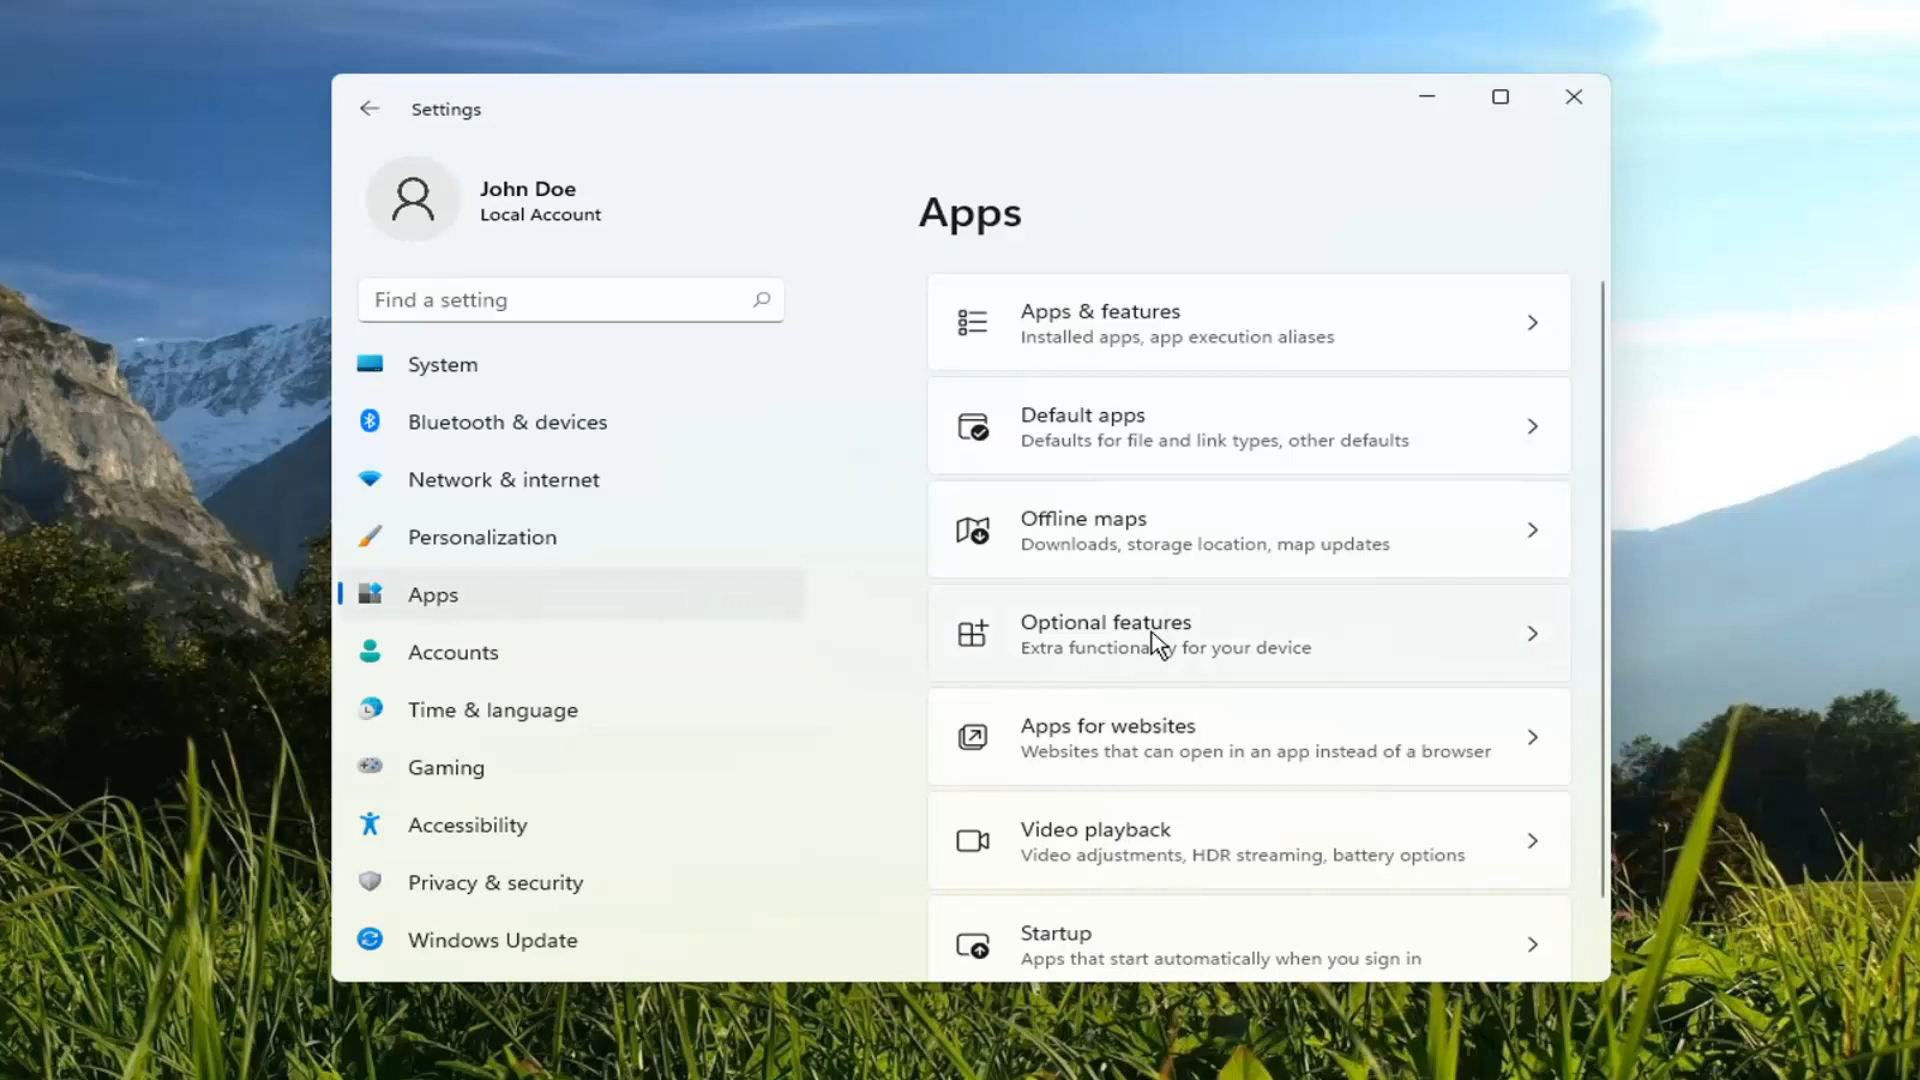 Settings
John Doe
Local Account
Find a setting
System
Bluetooth & devices
Network & internet
Personalization
Apps
Accounts
Time & language
Gaming
Accessibility
Privacy & security
Windows Update
Apps
Apps & features
Installed apps, app execution aliases
Default apps
Defaults for file and link types, other defaults
Offline maps
Downloads, storage location, map updates
Optional features
Extra functionality for your device
Apps for websites
Websites that can open in an app instead of a browser
Video playback
Video adjustments, HDR streaming, battery options
Startup
Apps that start automatically when you sign in